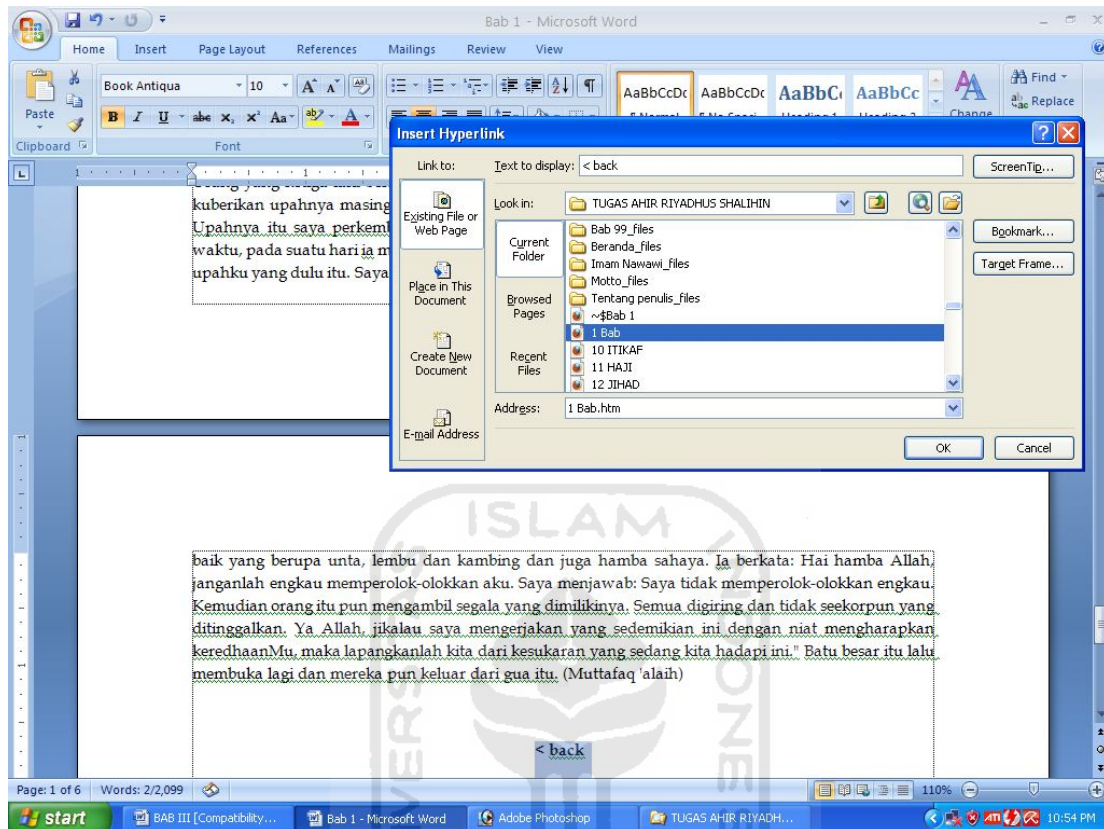 Bab 1 - Microsoft Word
Home Insert Page Layout References Mailings Review View
Book Antiqua 10
Find
Replace
Paste
AaBbCcDc AaBbCcDc AaBbC AaBbCc
Change
Clipboard Font
Insert Hyperlink
Link to: Text to display: < back ScreenTip...
Existing File or Web Page
Look in: TUGAS AHIR RIYADHUS SHALIHIN
Bookmark...
Target Frame...
Current Folder
Browsed Pages
Recent Files
Bab 99_files
Beranda_files
Imam Nawawi_files
Motto_files
Tentang penulis_files
~$Bab 1
1 Bab
10 ITIKAF
11 HAJI
12 JIHAD
Place in This Document
Create New Document
E-mail Address
Address: 1 Bab.htm
OK Cancel
kuberikan upahnya masing
Upahnya itu saya perkem
waktu, pada suatu hari ia m
upahku yang dulu itu. Saya
ISLAM
baik yang berupa unta, lembu dan kambing dan juga hamba sahaya. Ia berkata: Hai hamba Allah,
janganlah engkau memperolok-olokkan aku. Saya menjawab: Saya tidak memperolok-olokkan engkau.
Kemudian orang itu pun mengambil segala yang dimilikinya. Semua digiring dan tidak seekorpun yang
ditinggalkan. Ya Allah, jikalau saya mengerjakan yang sedemikian ini dengan niat mengharapkan
keredhaanMu, maka lapangkanlah kita dari kesukaran yang sedang kita hadapi ini." Batu besar itu lalu
membuka lagi dan mereka pun keluar dari gua itu. (Muttafaq 'alaih)
< back
Page: 1 of 6 Words: 2/2,099 110%
start BAB III [Compatibility... Bab 1 - Microsoft Word Adobe Photoshop TUGAS AHIR RIYADH... 10:54 PM